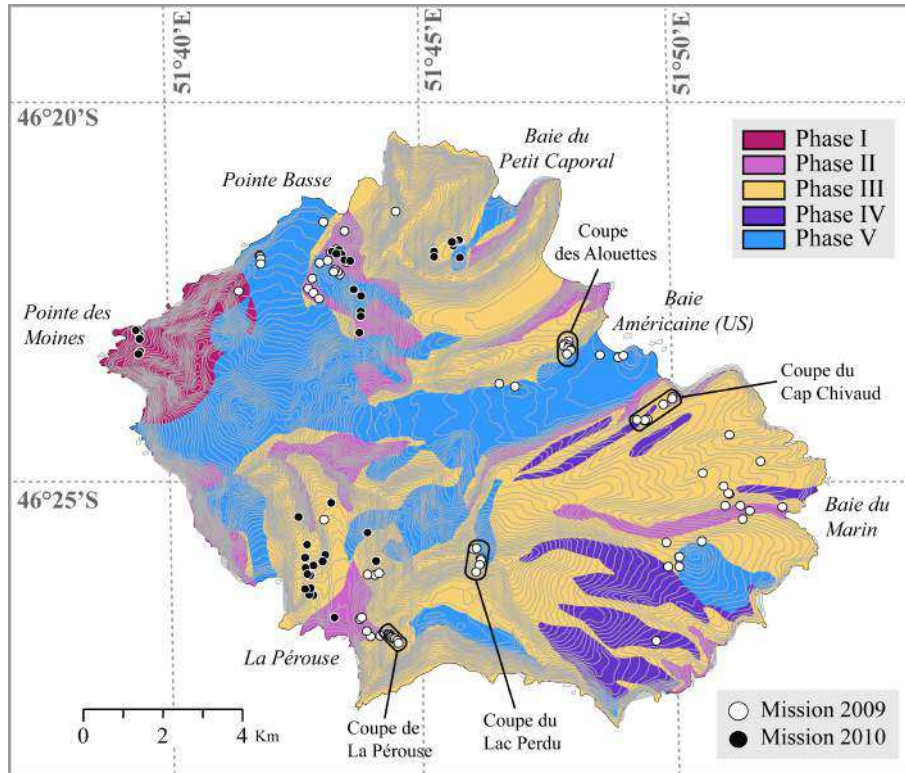 51°40'E
51°45'E
51°50'E
46°20'S
Baie du
Petit Caporal
Pointe Basse
Phase I
Phase II
Phase III
Phase IV
Phase V
Coupe
des Alouettes
Pointe des
Moines
Baie
Américaine (US)
Coupe du
Cap Chivaud
46°25'S
Baie du
Marin
La Pérouse
Coupe de
La Pérouse
Coupe du
Lac Perdu
0 2 4 Km
Mission 2009
Mission 2010